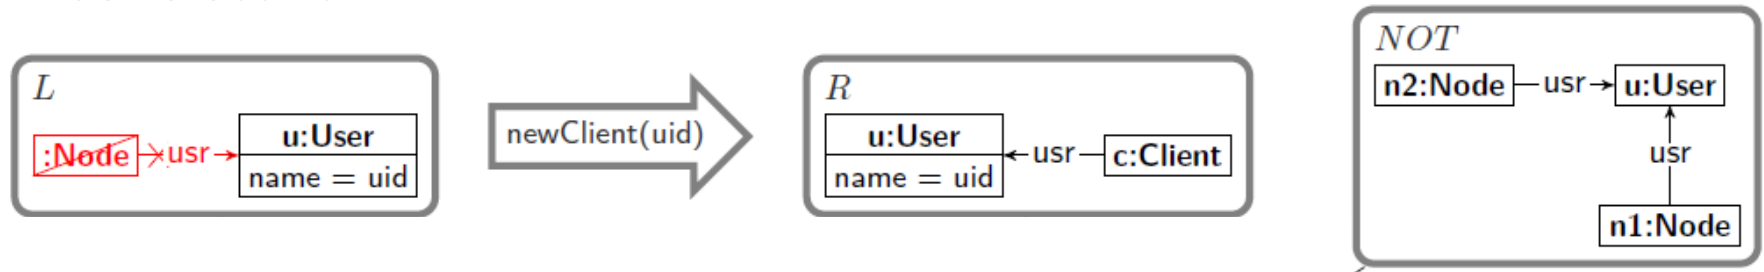 L
:Node usr u:User
name = uid
newClient(uid)
R
u:User usr c:Client
name = uid
NOT
n2:Node usr u:User
usr
n1:Node